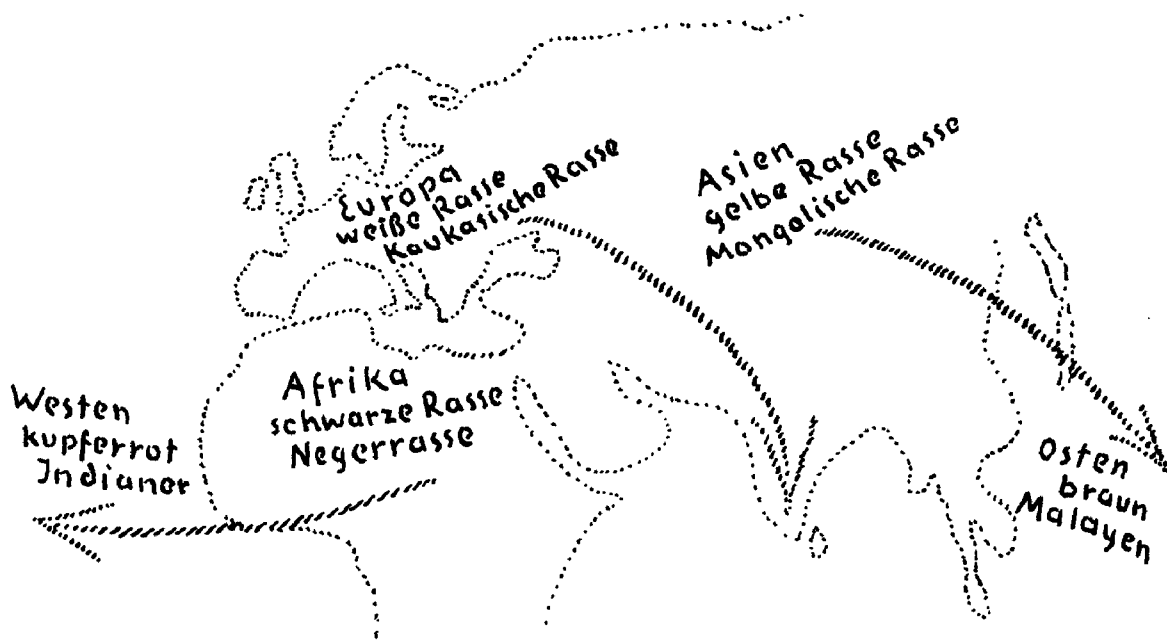 Europa
weiße Rasse
Kaukasische Rasse
Asien
gelbe Rasse
Mongolische Rasse
Westen
kupferrot
Indianer
Afrika
schwarze Rasse
Negerrasse
Osten
braun
Malayen